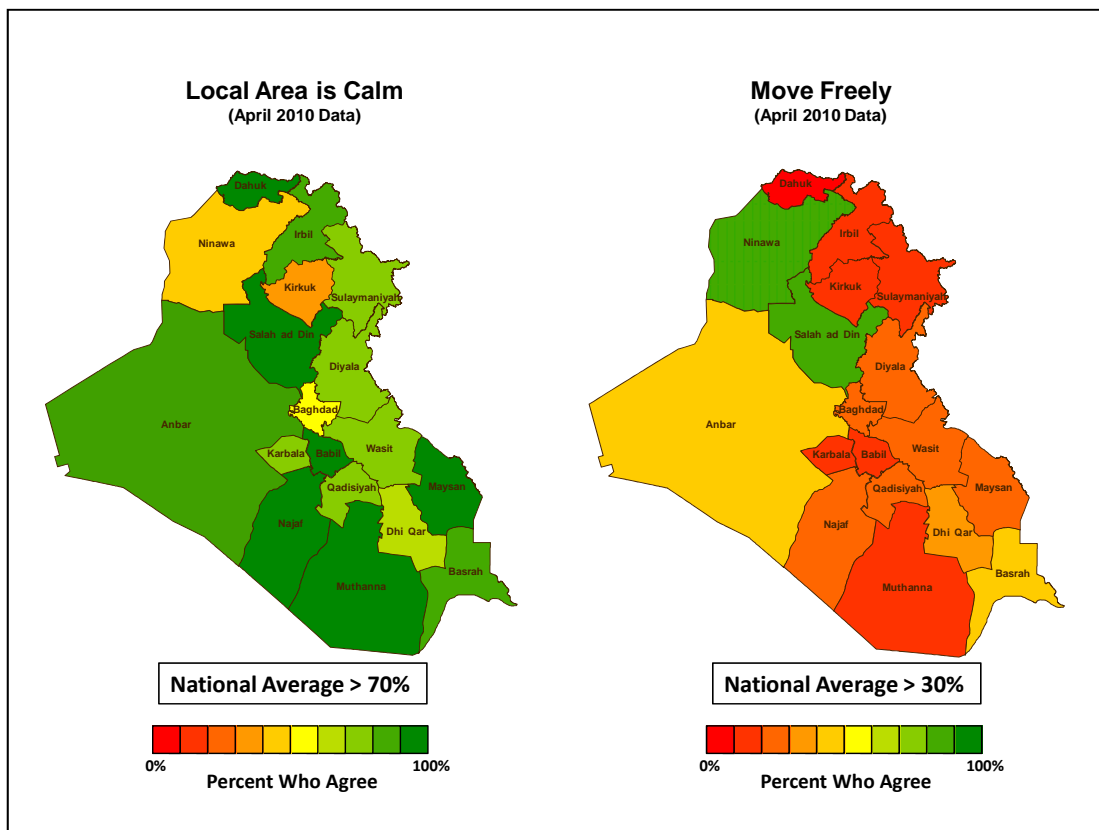 Local Area is Calm
(April 2010 Data)
Dahuk
Ninawa
Irbil
Kirkuk
Sulaymaniyah
Salah ad Din
Diyala
Baghdad
Anbar
Karbala
Babil
Wasit
Qadisiyah
Maysan
Najaf
Dhi Qar
Basrah
Muthanna
National Average > 70%
0%
100%
Percent Who Agree
Move Freely
(April 2010 Data)
Dahuk
Ninawa
Irbil
Kirkuk
Sulaymaniyah
Salah ad Din
Diyala
Baghdad
Anbar
Karbala
Babil
Wasit
Qadisiyah
Maysan
Najaf
Dhi Qar
Basrah
Muthanna
National Average > 30%
0%
100%
Percent Who Agree